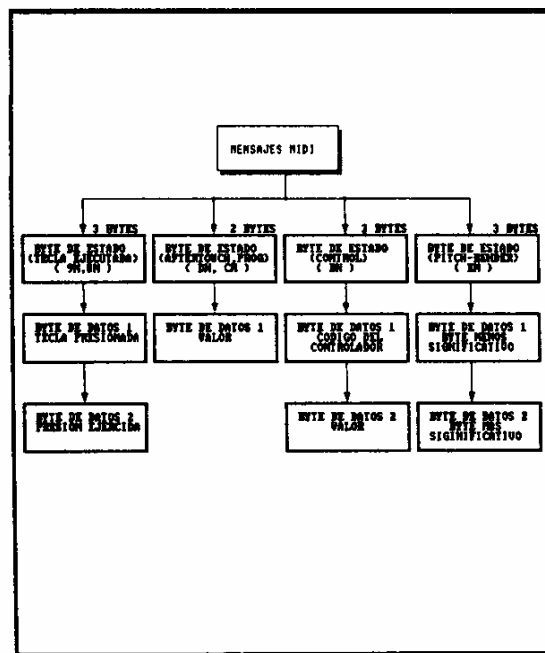 MENSAJES MIDI
3 BYTES
2 BYTES
3 BYTES
BYTE DE ESTADO
(TECLA EJECUTADA)
( 9N,8N )
BYTE DE ESTADO
(AFTERTOUCH,PROG)
( DN, CN )
BYTE DE ESTADO
(CONTROL)
( BN )
BYTE DE ESTADO
(PITCH-BENDER)
( EN )
BYTE DE DATOS 1
TECLA PRESIONADA
BYTE DE DATOS 1
VALOR
BYTE DE DATOS 1
CODIGO DEL
CONTROLADOR
BYTE DE DATOS 1
BYTE MENOS
SIGNIFICATIVO
BYTE DE DATOS 2
PRESION EJERCIDA
BYTE DE DATOS 2
VALOR
BYTE DE DATOS 2
BYTE MAS
SIGINIFICATIVO